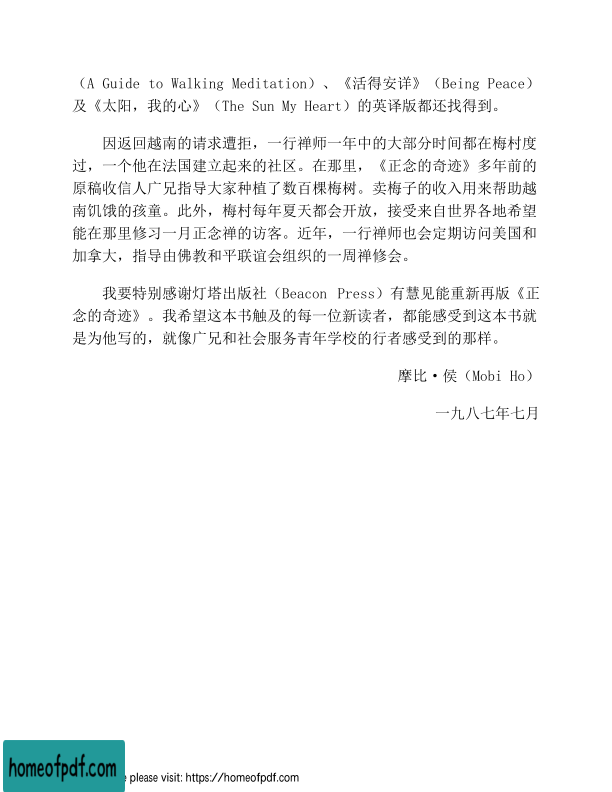 （A Guide to Walking Meditation）、《活得安详》（Being Peace）
及《太阳，我的心》（The Sun My Heart）的英译版都还找得到。
因返回越南的请求遭拒，一行禅师一年中的大部分时间都在梅村度
过，一个他在法国建立起来的社区。在那里，《正念的奇迹》多年前的
原稿收信人广兄指导大家种植了数百棵梅树。卖梅子的收入用来帮助越
南饥饿的孩童。此外，梅村每年夏天都会开放，接受来自世界各地希望
能在那里修习一月正念禅的访客。近年，一行禅师也会定期访问美国和
加拿大，指导由佛教和平联谊会组织的一周禅修会。
我要特别感谢灯塔出版社（Beacon Press）有慧见能重新再版《正
念的奇迹》。我希望这本书触及的每一位新读者，都能感受到这本书就
是为他写的，就像广兄和社会服务青年学校的行者感受到的那样。
摩比·侯（Mobi Ho）
一九八七年七月
homeofpdf.com
e please visit: https://homeofpdf.com